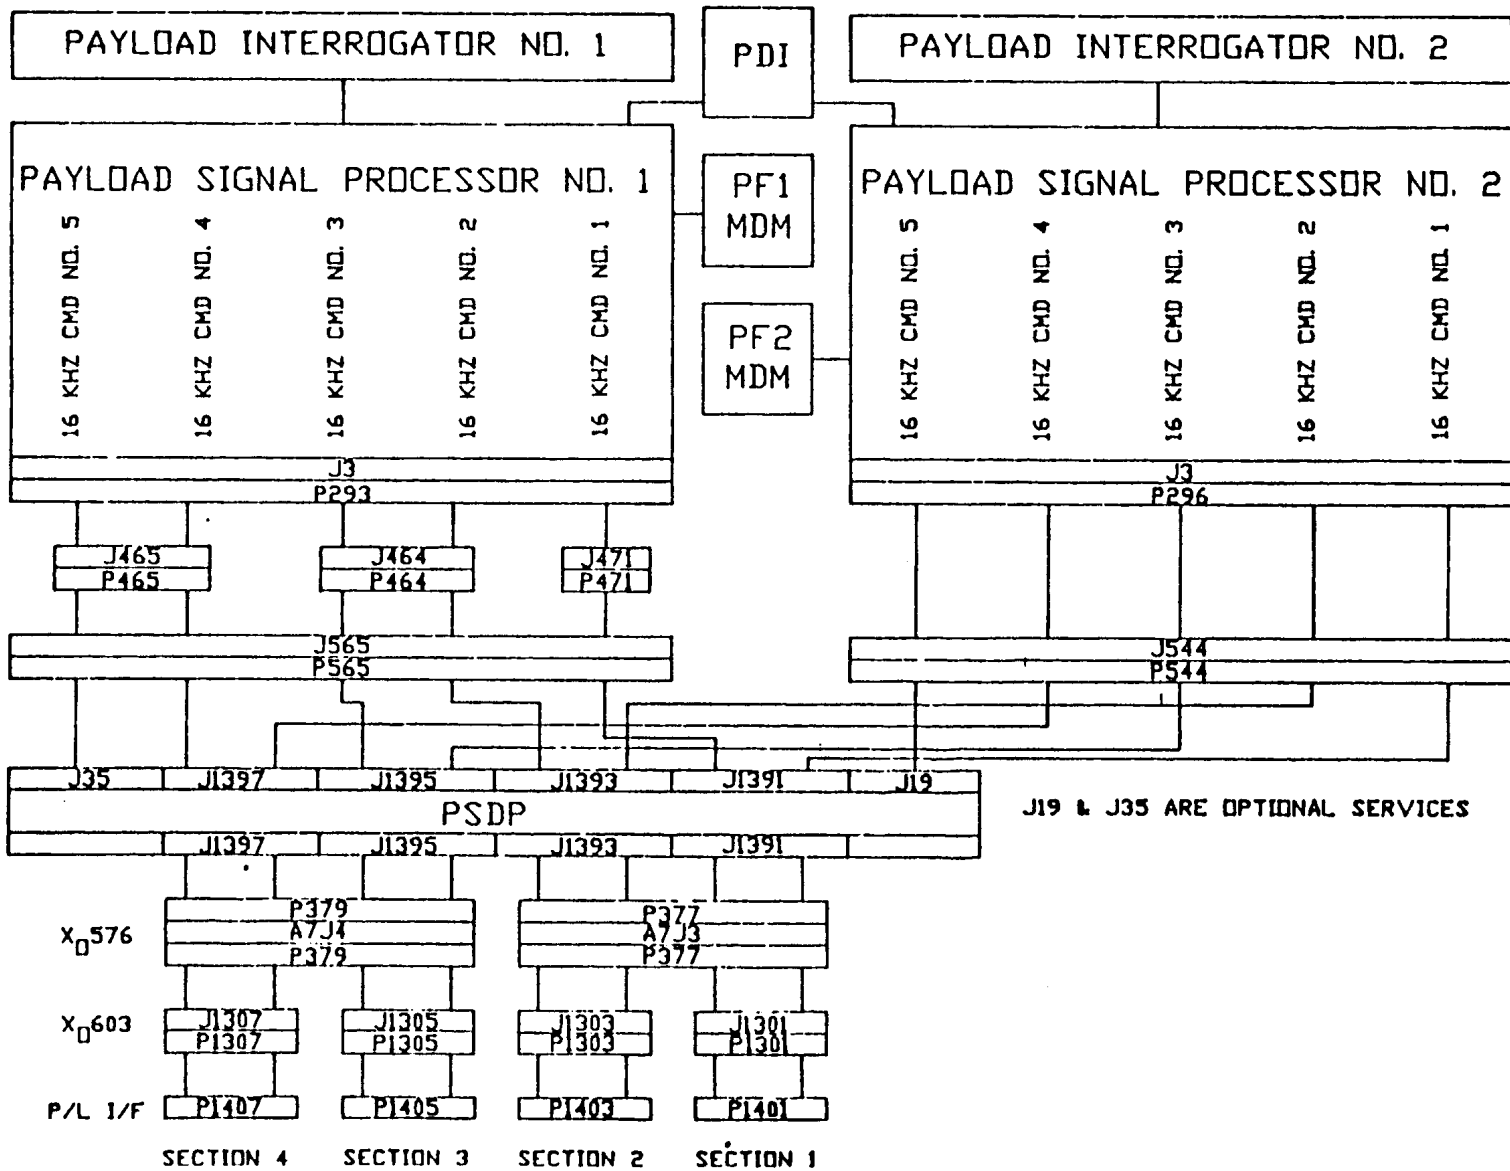 PAYLOAD INTERROGATOR NO. 1
PDI
PAYLOAD INTERROGATOR NO. 2
PAYLOAD SIGNAL PROCESSOR NO. 1
16 KHZ CMD NO. 5
16 KHZ CMD NO. 4
16 KHZ CMD NO. 3
16 KHZ CMD NO. 2
16 KHZ CMD NO. 1
PF1
MDM
PF2
MDM
PAYLOAD SIGNAL PROCESSOR NO. 2
16 KHZ CMD NO. 5
16 KHZ CMD NO. 4
16 KHZ CMD NO. 3
16 KHZ CMD NO. 2
16 KHZ CMD NO. 1
J3
P293
J3
P296
J465
P465
J464
P464
J471
P471
J565
P565
J544
P544
J35 J1397 J1395 J1393 J1391 J19
PSDP
J19 & J35 ARE OPTIONAL SERVICES
J1397 J1395 J1393 J1391
X₀576
P379
A7J4
P379
P377
A7J3
P377
X₀603
J1307 J1305 J1303 J1301
P1307 P1305 P1303 P1301
P/L I/F P1407 P1405 P1403 P1401
SECTION 4 SECTION 3 SECTION 2 SECTION 1